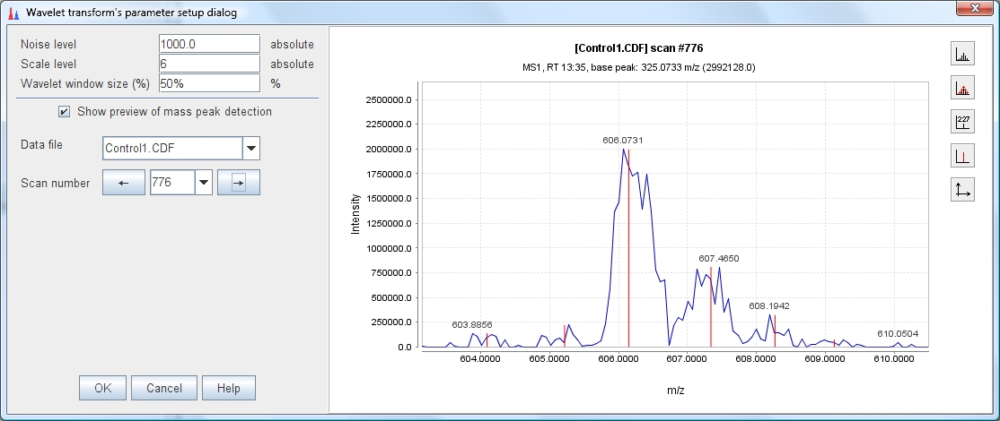 Wavelet transform's parameter setup dialog
Noise level 1000.0 absolute
Scale level 6 absolute
Wavelet window size (%) 50% %
Show preview of mass peak detection
Data file Control1.CDF
Scan number 776
OK Cancel Help
[Control1.CDF] scan #776
MS1, RT 13:35, base peak: 325.0733 m/z (2992128.0)
Intensity
2500000.0
2250000.0
2000000.0
1750000.0
1500000.0
1250000.0
1000000.0
750000.0
500000.0
250000.0
0.0
606.0731
607.4650
608.1942
603.8856
610.0504
604.0000 605.0000 606.0000 607.0000 608.0000 609.0000 610.0000
m/z
227